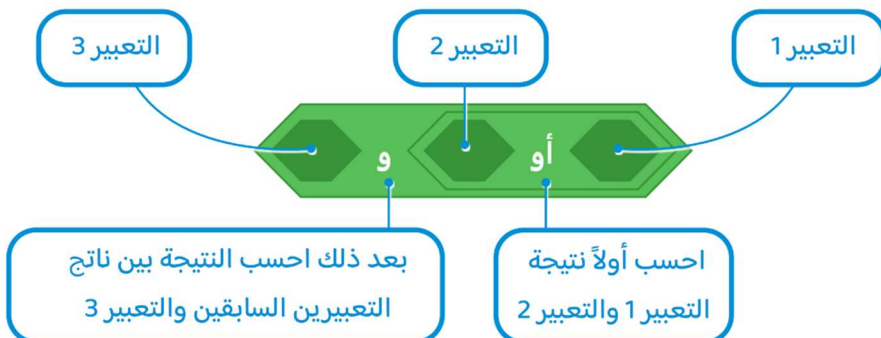 التعبير 1
التعبير 2
التعبير 3
أو
و
احسب أولاً نتيجة
التعبير 1 والتعبير 2
بعد ذلك احسب النتيجة بين ناتج
التعبيرين السابقين والتعبير 3